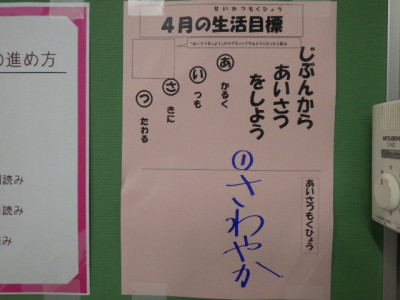 せいかつもくひょう
4月の生活目標
じぶんから
あいさつ
をしよう
あ かるく
い つも
さ きに
つ たわる
あいさつもくひょう
① さわやか
の進め方
読み
読み
読み
MITSUBISHI